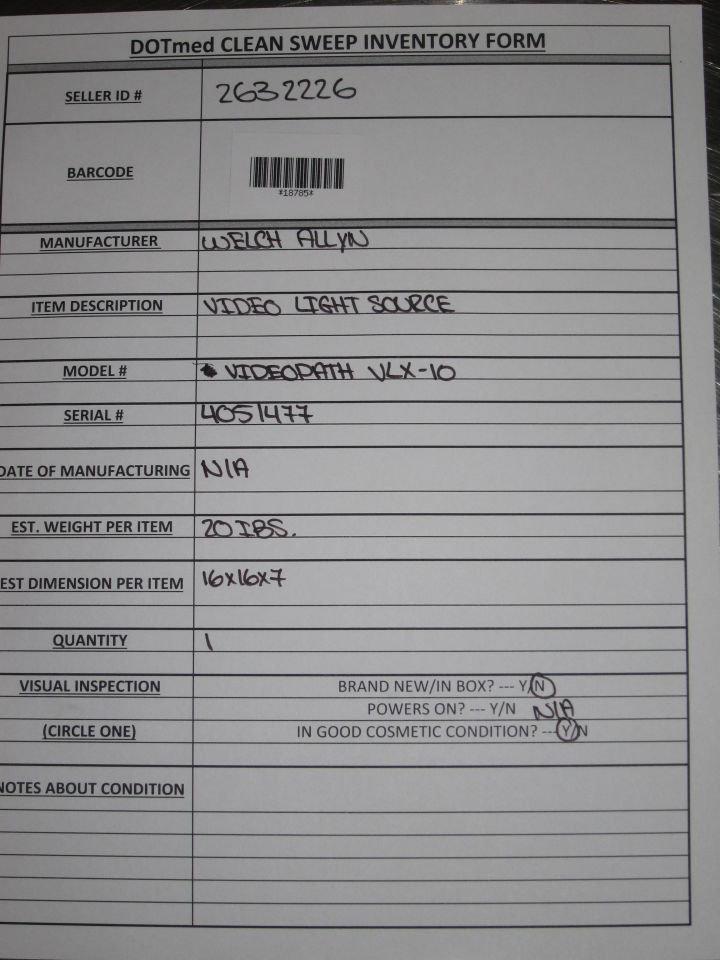 DOTmed CLEAN SWEEP INVENTORY FORM
SELLER ID # 2632226
BARCODE
*18785*
MANUFACTURER WELCH ALLYN
ITEM DESCRIPTION VIDEO LIGHT SOURCE
MODEL # VIDEOPATH VLX-10
SERIAL # 4051477
DATE OF MANUFACTURING N/A
EST. WEIGHT PER ITEM 20 IBS.
EST DIMENSION PER ITEM 16x16x7
QUANTITY 1
VISUAL INSPECTION BRAND NEW/IN BOX? --- Y/N
POWERS ON? --- Y/N N/A
(CIRCLE ONE) IN GOOD COSMETIC CONDITION? --- Y/N
NOTES ABOUT CONDITION